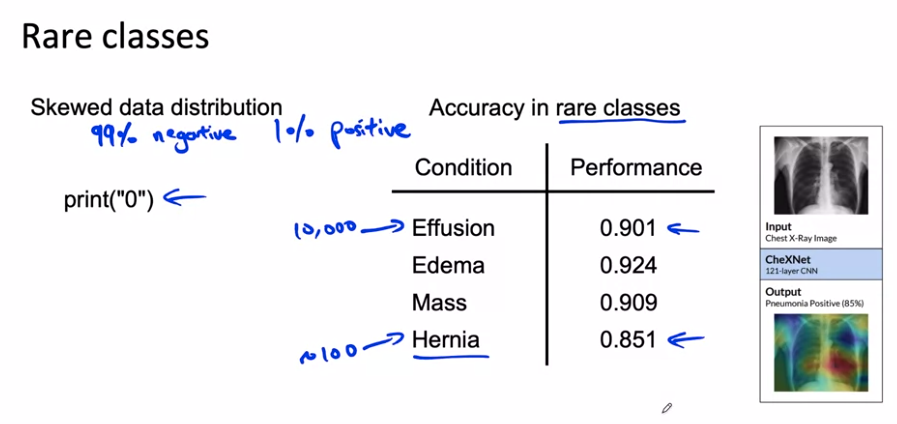 Rare classes
Skewed data distribution
99% negative 1% positive
print("0")
Accuracy in rare classes
Condition Performance
10,000 Effusion 0.901
Edema 0.924
Mass 0.909
~100 Hernia 0.851
Input
Chest X-Ray Image
CheXNet
121-layer CNN
Output
Pneumonia Positive (85%)